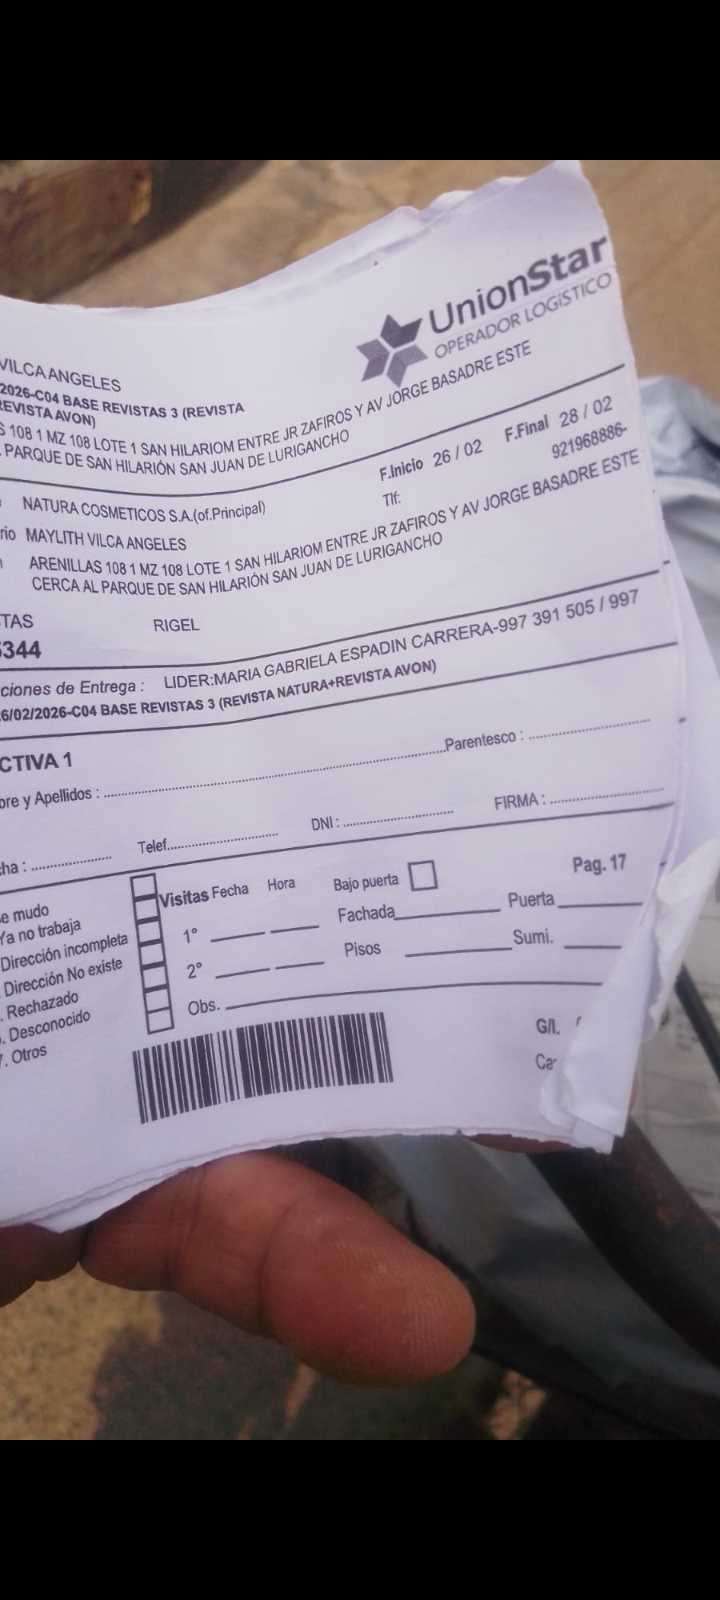 UnionStar
OPERADOR LOGÍSTICO
VILCA ANGELES
2026-C04 BASE REVISTAS 3 (REVISTA
REVISTA AVON)
108 1 MZ 108 LOTE 1 SAN HILARIOM ENTRE JR ZAFIROS Y AV JORGE BASADRE ESTE
PARQUE DE SAN HILARIÓN SAN JUAN DE LURIGANCHO
F.Inicio 26 / 02 F.Final 28 / 02
NATURA COSMETICOS S.A.(of.Principal) Tlf: 921968886-
rio MAYLITH VILCA ANGELES
ARENILLAS 108 1 MZ 108 LOTE 1 SAN HILARIOM ENTRE JR ZAFIROS Y AV JORGE BASADRE ESTE
CERCA AL PARQUE DE SAN HILARIÓN SAN JUAN DE LURIGANCHO
TAS RIGEL
344
ciones de Entrega : LIDER:MARIA GABRIELA ESPADIN CARRERA-997 391 505 / 997
6/02/2026-C04 BASE REVISTAS 3 (REVISTA NATURA+REVISTA AVON)
CTIVA 1
bre y Apellidos : Parentesco :
cha : Telef. DNI : FIRMA :
Pag. 17
e mudo Visitas Fecha Hora Bajo puerta
Ya no trabaja 1° Fachada Puerta
Dirección incompleta 2° Pisos Sumi.
Dirección No existe
. Rechazado Obs.
. Desconocido G/I.
. Otros